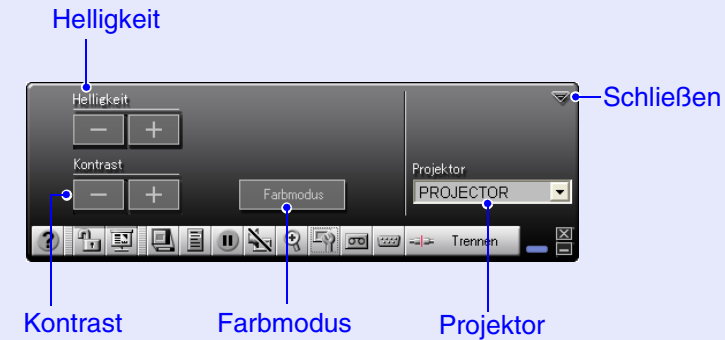 Helligkeit
Helligkeit
Schließen
− +
Kontrast
Projektor
− +
Farbmodus
PROJECTOR
? Trennen
Kontrast
Farbmodus
Projektor